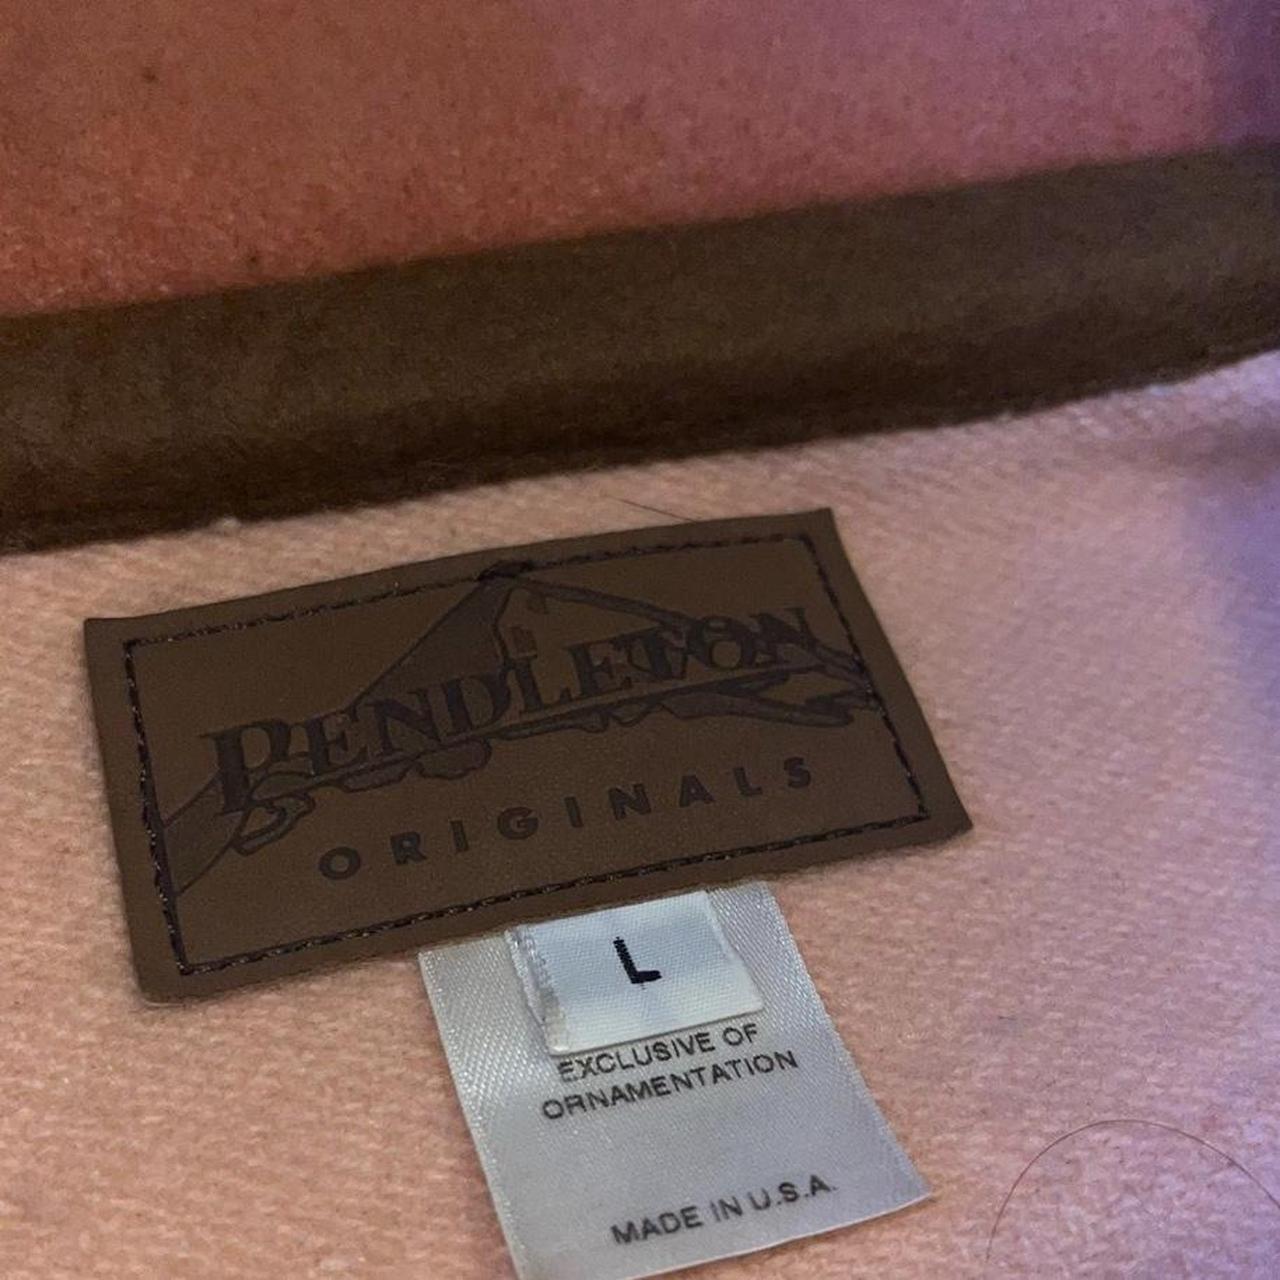 PENDLETON
ORIGINALS
L
EXCLUSIVE OF
ORNAMENTATION
MADE IN U.S.A.